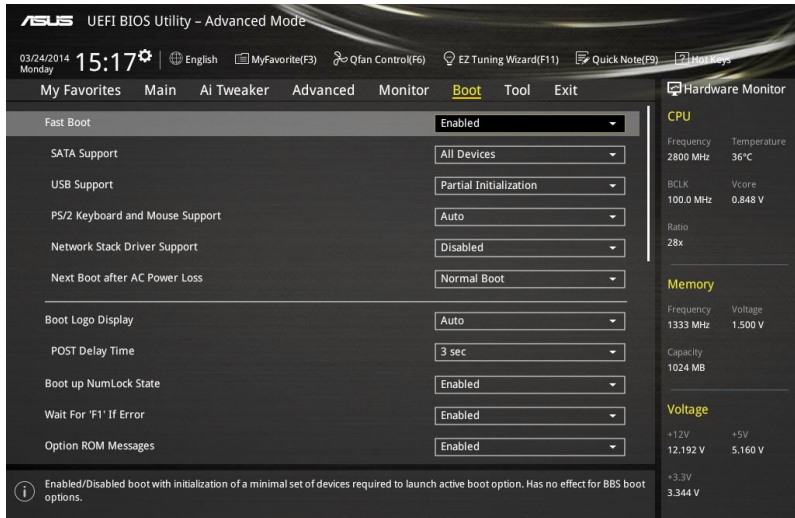 ASUS UEFI BIOS Utility – Advanced Mode
03/24/2014
Monday
15:17
English
MyFavorite(F3)
Qfan Control(F6)
EZ Tuning Wizard(F11)
Quick Note(F9)
? Hot Keys
My Favorites Main Ai Tweaker Advanced Monitor Boot Tool Exit
Fast Boot Enabled
SATA Support All Devices
USB Support Partial Initialization
PS/2 Keyboard and Mouse Support Auto
Network Stack Driver Support Disabled
Next Boot after AC Power Loss Normal Boot
Boot Logo Display Auto
POST Delay Time 3 sec
Boot up NumLock State Enabled
Wait For 'F1' If Error Enabled
Option ROM Messages Enabled
i
Enabled/Disabled boot with initialization of a minimal set of devices required to launch active boot option. Has no effect for BBS boot
options.
Hardware Monitor
CPU
Frequency Temperature
2800 MHz 36°C
BCLK Vcore
100.0 MHz 0.848 V
Ratio
28x
Memory
Frequency Voltage
1333 MHz 1.500 V
Capacity
1024 MB
Voltage
+12V +5V
12.192 V 5.160 V
+3.3V
3.344 V